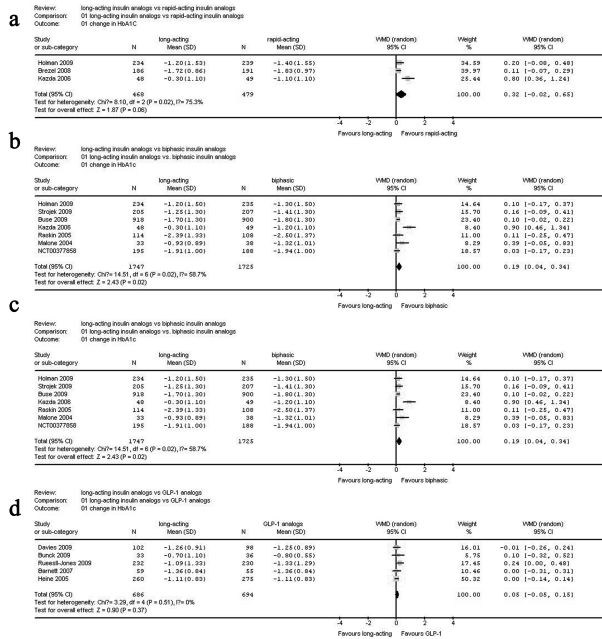 a
Review: long-acting insulin analogs vs rapid-acting insulin analogs
Comparison: 01 long-acting insulin analogs vs rapid-acting insulin analogs
Outcome: 01 change in HbA1C
Study long-acting rapid-acting WMD (random) Weight WMD (random)
or sub-category N Mean (SD) N Mean (SD) 95% CI % 95% CI
Holman 2009 234 -1.20(1.53) 239 -1.40(1.55) 34.59 0.20 [-0.08, 0.48]
Brezel 2008 186 -1.72(0.86) 191 -1.83(0.97) 39.97 0.11 [-0.07, 0.29]
Kazda 2006 48 -0.30(1.10) 49 -1.10(1.10) 25.44 0.80 [0.36, 1.24]
Total (95% CI) 468 479 100.00 0.32 [-0.02, 0.65]
Test for heterogeneity: Chi?= 8.10, df = 2 (P = 0.02), I?= 75.3%
Test for overall effect: Z = 1.87 (P = 0.06)
-4 -2 0 2 4
Favours long-acting Favours rapid-acting
b
Review: long-acting insulin analogs vs biphasic insulin analogs
Comparison: 01 long-acting insulin analogs vs. biphasic insulin analogs
Outcome: 01 change in HbA1c
Study long-acting biphasic WMD (random) Weight WMD (random)
or sub-category N Mean (SD) N Mean (SD) 95% CI % 95% CI
Holman 2009 234 -1.20(1.50) 235 -1.30(1.50) 14.64 0.10 [-0.17, 0.37]
Strojek 2009 205 -1.25(1.30) 207 -1.41(1.30) 15.70 0.16 [-0.09, 0.41]
Buse 2009 918 -1.70(1.30) 900 -1.80(1.30) 23.40 0.10 [-0.02, 0.22]
Kazda 2006 48 -0.30(1.10) 49 -1.20(1.10) 8.40 0.90 [0.46, 1.34]
Raskin 2005 114 -2.39(1.33) 108 -2.50(1.37) 11.00 0.11 [-0.25, 0.47]
Malone 2004 33 -0.93(0.89) 38 -1.32(1.01) 8.29 0.39 [-0.05, 0.83]
NCT00377858 195 -1.91(1.00) 188 -1.94(1.00) 18.57 0.03 [-0.17, 0.23]
Total (95% CI) 1747 1725 100.00 0.19 [0.04, 0.34]
Test for heterogeneity: Chi?= 14.51, df = 6 (P = 0.02), I?= 58.7%
Test for overall effect: Z = 2.43 (P = 0.02)
-4 -2 0 2 4
Favours long-acting Favours biphasic
c
Review: long-acting insulin analogs vs biphasic insulin analogs
Comparison: 01 long-acting insulin analogs vs. biphasic insulin analogs
Outcome: 01 change in HbA1c
Study long-acting biphasic WMD (random) Weight WMD (random)
or sub-category N Mean (SD) N Mean (SD) 95% CI % 95% CI
Holman 2009 234 -1.20(1.50) 235 -1.30(1.50) 14.64 0.10 [-0.17, 0.37]
Strojek 2009 205 -1.25(1.30) 207 -1.41(1.30) 15.70 0.16 [-0.09, 0.41]
Buse 2009 918 -1.70(1.30) 900 -1.80(1.30) 23.40 0.10 [-0.02, 0.22]
Kazda 2006 48 -0.30(1.10) 49 -1.20(1.10) 8.40 0.90 [0.46, 1.34]
Raskin 2005 114 -2.39(1.33) 108 -2.50(1.37) 11.00 0.11 [-0.25, 0.47]
Malone 2004 33 -0.93(0.89) 38 -1.32(1.01) 8.29 0.39 [-0.05, 0.83]
NCT00377858 195 -1.91(1.00) 188 -1.94(1.00) 18.57 0.03 [-0.17, 0.23]
Total (95% CI) 1747 1725 100.00 0.19 [0.04, 0.34]
Test for heterogeneity: Chi?= 14.51, df = 6 (P = 0.02), I?= 58.7%
Test for overall effect: Z = 2.43 (P = 0.02)
-4 -2 0 2 4
Favours long-acting Favours biphasic
d
Review: long-acting insulin analogs vs GLP-1 analogs
Comparison: 01 long-acting insulin analogs vs GLP-1 analogs
Outcome: 01 change in HbA1c
Study long-acting GLP-1 analogs WMD (random) Weight WMD (random)
or sub-category N Mean (SD) N Mean (SD) 95% CI % 95% CI
Davies 2009 102 -1.26(0.91) 98 -1.25(0.89) 16.01 -0.01 [-0.26, 0.24]
Bunck 2009 33 -0.70(1.10) 36 -0.80(0.55) 5.75 0.10 [-0.32, 0.52]
Rueesll-Jones 2009 232 -1.09(1.33) 230 -1.33(1.29) 17.45 0.24 [0.00, 0.48]
Barnett 2007 59 -1.36(0.84) 55 -1.36(0.84) 10.46 0.00 [-0.31, 0.31]
Heine 2005 260 -1.11(0.83) 275 -1.11(0.83) 50.32 0.00 [-0.14, 0.14]
Total (95% CI) 686 694 100.00 0.05 [-0.05, 0.15]
Test for heterogeneity: Chi?= 3.29, df = 4 (P = 0.51), I?= 0%
Test for overall effect: Z = 0.90 (P = 0.37)
-4 -2 0 2 4
Favours long-acting Favours GLP-1